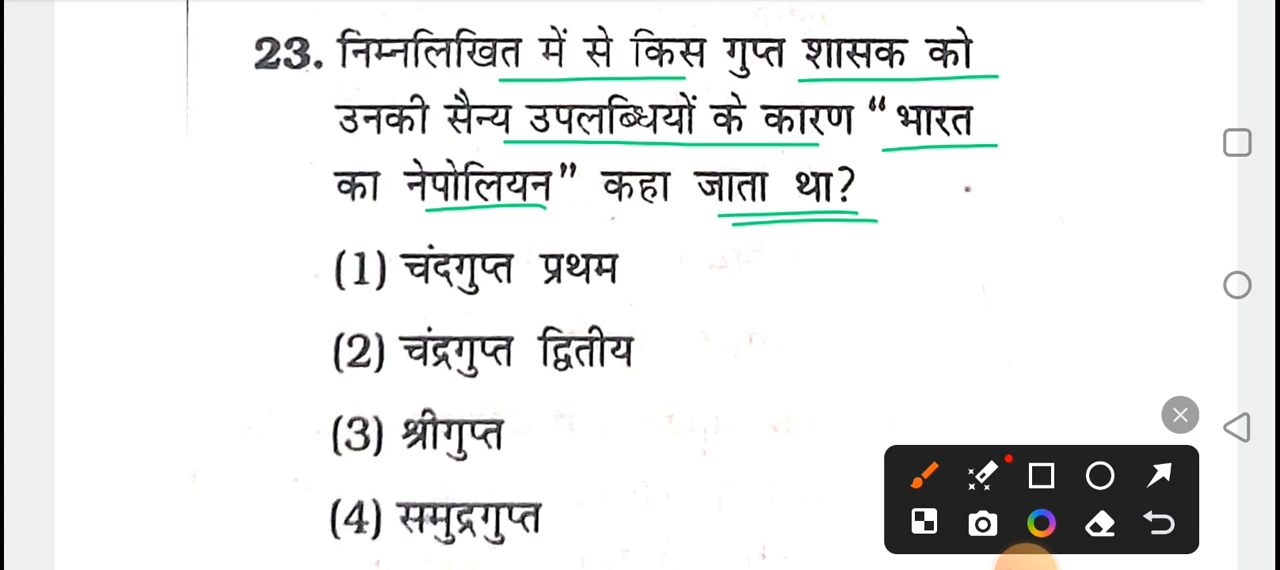 23. निम्नलिखित में से किस गुप्त शासक को
उनकी सैन्य उपलब्धियों के कारण “भारत
का नेपोलियन” कहा जाता था?
(1) चंदगुप्त प्रथम
(2) चंद्रगुप्त द्वितीय
(3) श्रीगुप्त
(4) समुद्रगुप्त